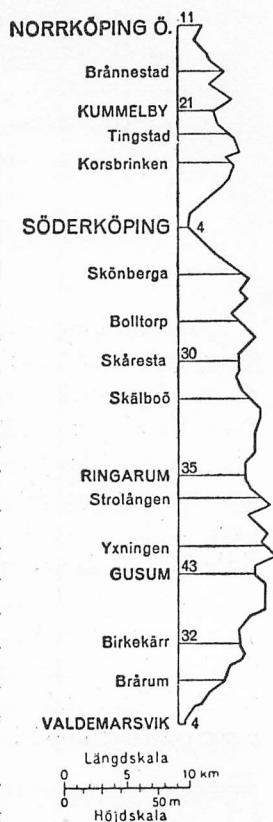 NORRKÖPING Ö. 11
Brånnestad
KUMMELBY 21
Tingstad
Korsbrinken
SÖDERKÖPING 4
Skönberga
Bolltorp
Skåresta 30
Skälboö
RINGARUM 35
Strolången
Yxningen
GUSUM 43
Birkekärr 32
Brårum
VALDEMARSVIK 4
Längdskala
0 5 10 km
0 50 m
Höjdskala